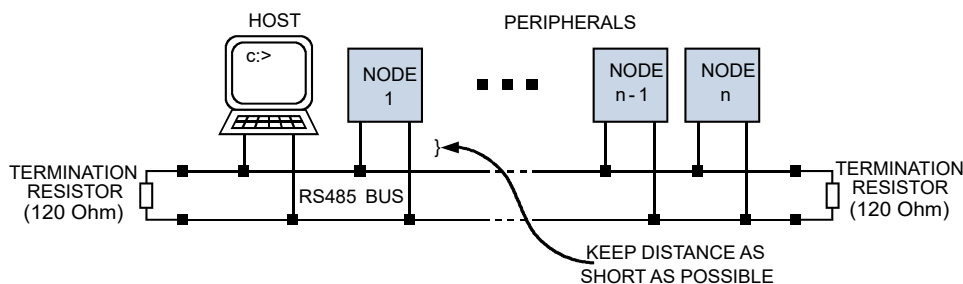 HOST
PERIPHERALS
c:>
NODE
1
NODE
n-1
NODE
n
TERMINATION
RESISTOR
(120 Ohm)
RS485 BUS
TERMINATION
RESISTOR
(120 Ohm)
KEEP DISTANCE AS
SHORT AS POSSIBLE